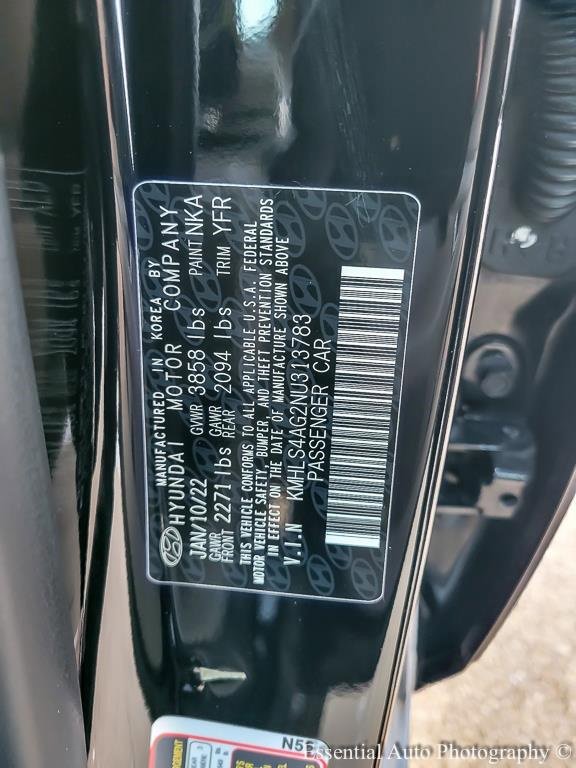 MANUFACTURED IN KOREA BY
HYUNDAI MOTOR COMPANY
JAN/10/22 GVWR 3858 lbs PAINT NKA
GAWR FRONT 2271 lbs GAWR REAR 2094 lbs TRIM YFR
THIS VEHICLE CONFORMS TO ALL APPLICABLE U.S.A. FEDERAL
MOTOR VEHICLE SAFETY, BUMPER, AND THEFT PREVENTION STANDARDS
IN EFFECT ON THE DATE OF MANUFACTURE SHOWN ABOVE
V.I.N KMHLS4AG2NU313783
PASSENGER CAR
N55
Essential Auto Photography ©